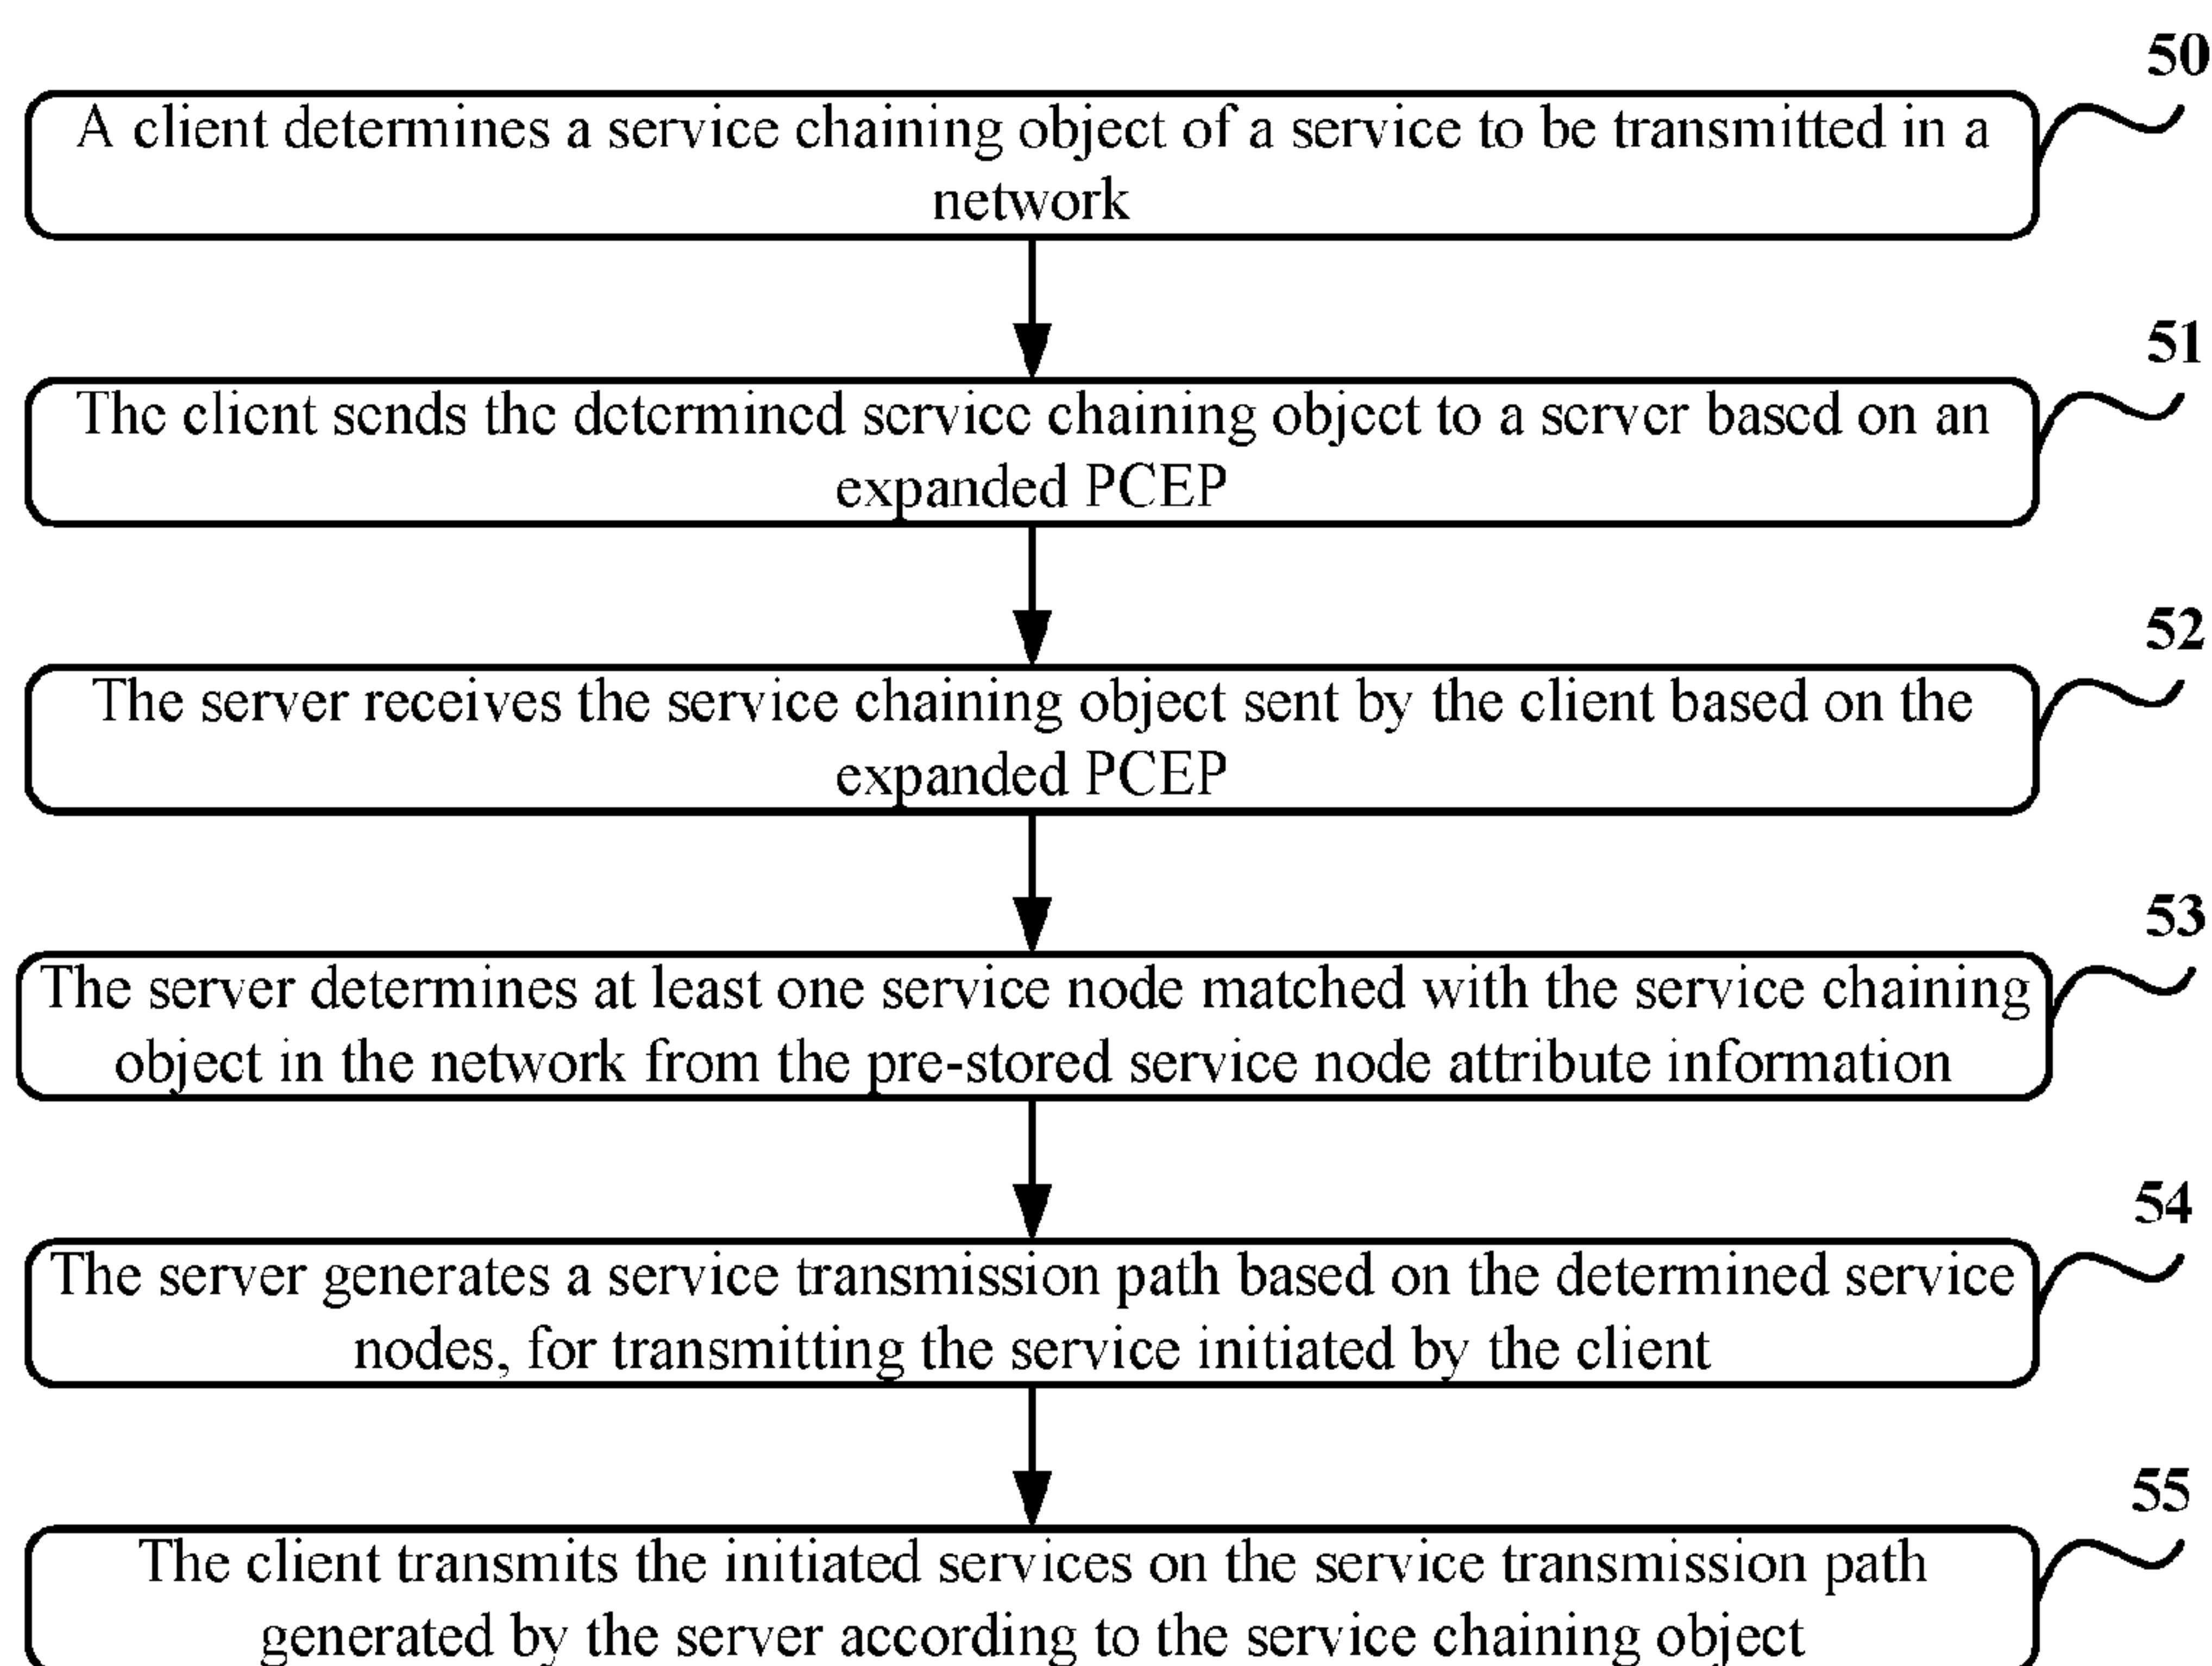 50
A client determines a service chaining object of a service to be transmitted in a
network
51
The client sends the determined service chaining object to a server based on an
expanded PCEP
52
The server receives the service chaining object sent by the client based on the
expanded PCEP
53
The server determines at least one service node matched with the service chaining
object in the network from the pre-stored service node attribute information
54
The server generates a service transmission path based on the determined service
nodes, for transmitting the service initiated by the client
55
The client transmits the initiated services on the service transmission path
generated by the server according to the service chaining object